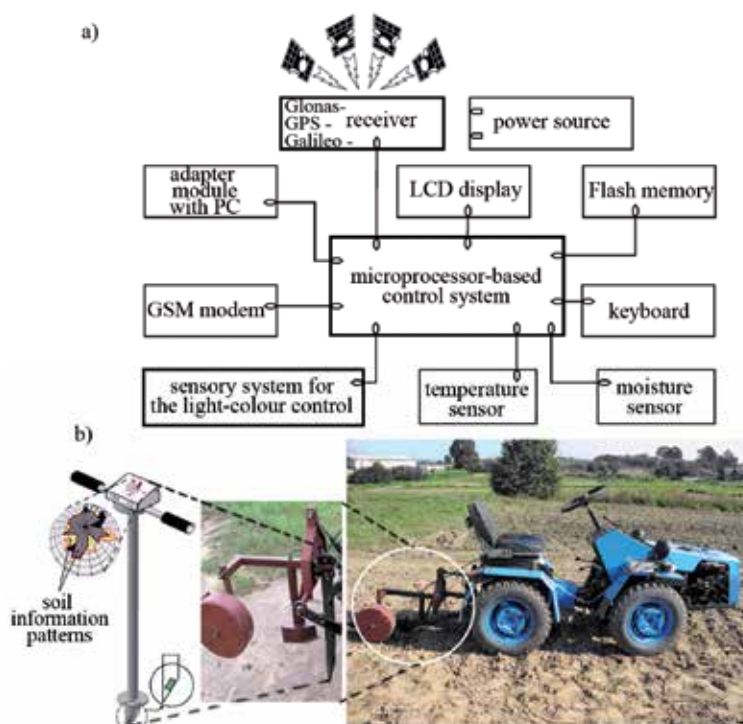 a)
Glonas-
GPS - receiver
Galileo -
power source
adapter
module
with PC
LCD display
Flash memory
microprocessor-based
control system
GSM modem
keyboard
sensory system for
the light-colour control
temperature
sensor
moisture
sensor
b)
soil
information
patterns